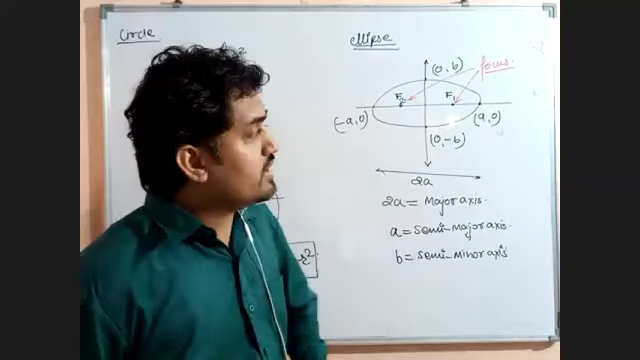 Circle
ellipse
(0, b)
focus.
F2
F1
(-a, 0)
(a, 0)
(0, -b)
2a
2a = Major axis.
a = semi-major axis.
b = semi-minor axis